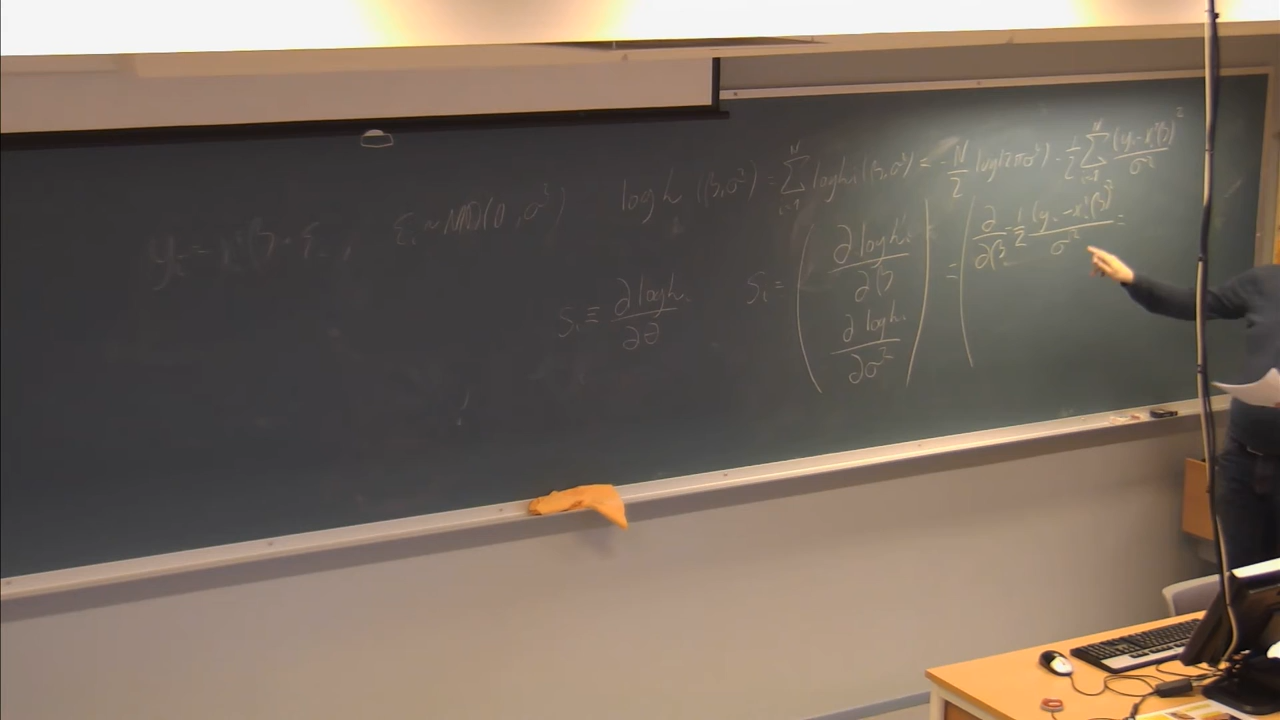 y_i = x_i'β + ε_i, ε_i ~ NID(0, σ²)
log L(β,σ²) = Σ_{i=1}^{N} log L_i(β,σ²) = -N/2 log(2πσ²) - 1/2 Σ_{i=1}^{N} (y_i - x_i'β)²/σ²
S_i ≡ ∂ log L_i / ∂∂
S_i = ( ∂ log L_i / ∂β
∂ log L_i / ∂σ² ) = ( ∂/∂β - 1/2 (y_i - x_i'β)²/σ² =